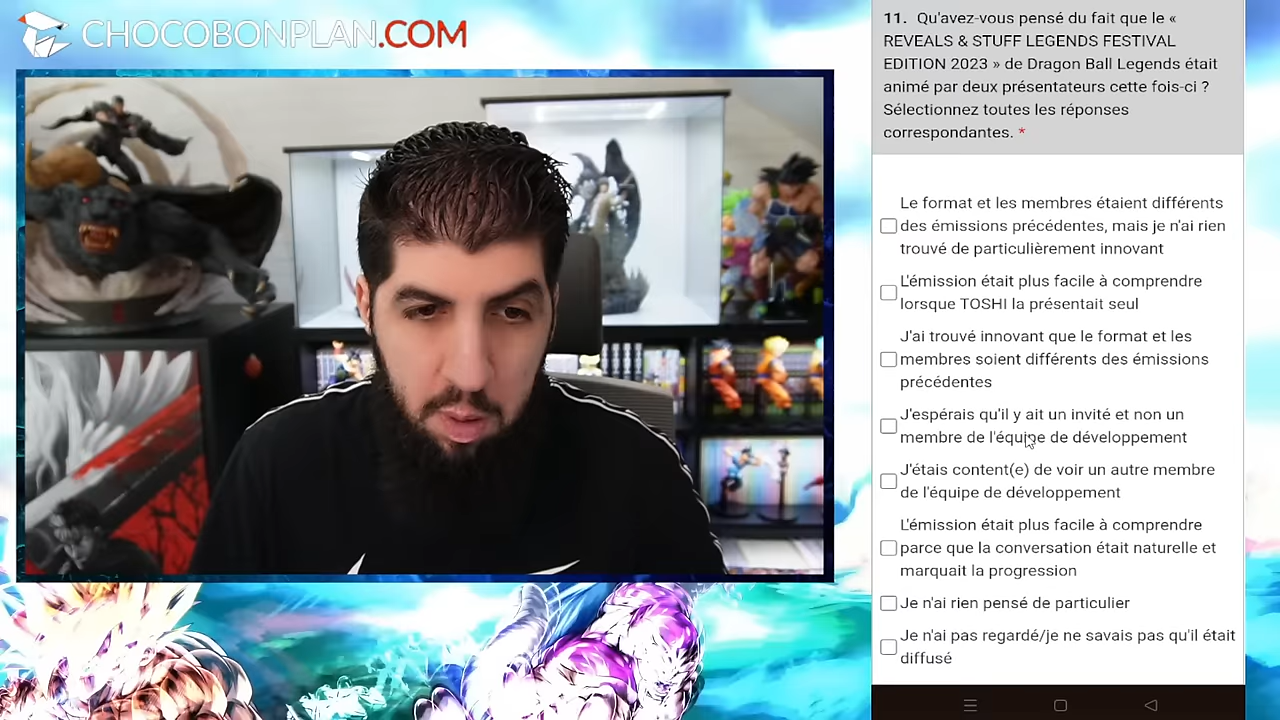 CHOCOBONPLAN.COM
11. Qu'avez-vous pensé du fait que le «
REVEALS & STUFF LEGENDS FESTIVAL
EDITION 2023 » de Dragon Ball Legends était
animé par deux présentateurs cette fois-ci ?
Sélectionnez toutes les réponses
correspondantes. *
Le format et les membres étaient différents
des émissions précédentes, mais je n'ai rien
trouvé de particulièrement innovant
L'émission était plus facile à comprendre
lorsque TOSHI la présentait seul
J'ai trouvé innovant que le format et les
membres soient différents des émissions
précédentes
J'espérais qu'il y ait un invité et non un
membre de l'équipe de développement
J'étais content(e) de voir un autre membre
de l'équipe de développement
L'émission était plus facile à comprendre
parce que la conversation était naturelle et
marquait la progression
Je n'ai rien pensé de particulier
Je n'ai pas regardé/je ne savais pas qu'il était
diffusé